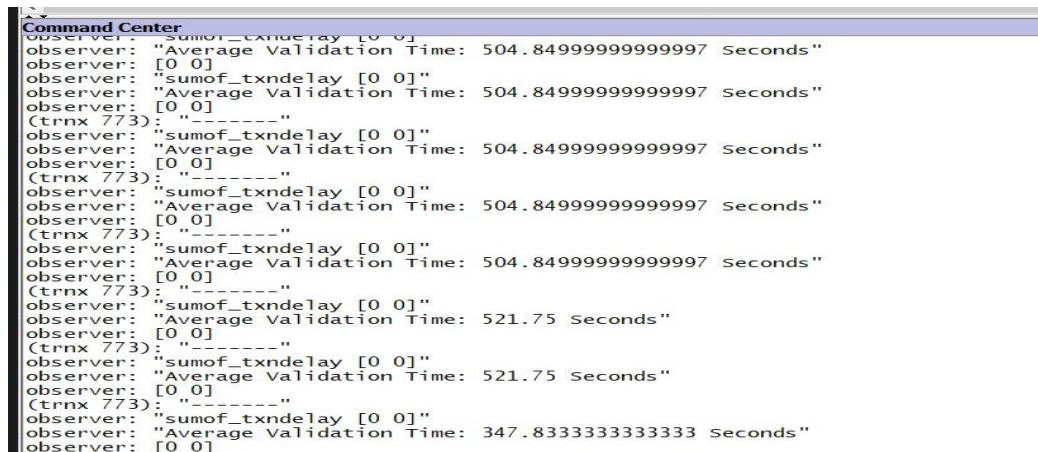 Command Center
observer: "sumof_txndelay [0 0]"
observer: "Average Validation Time: 504.84999999999997 Seconds"
observer: [0 0]
observer: "sumof_txndelay [0 0]"
observer: "Average Validation Time: 504.84999999999997 Seconds"
observer: [0 0]
(trnx 773): "-------"
observer: "sumof_txndelay [0 0]"
observer: "Average Validation Time: 504.84999999999997 Seconds"
observer: [0 0]
(trnx 773): "-------"
observer: "sumof_txndelay [0 0]"
observer: "Average Validation Time: 504.84999999999997 Seconds"
observer: [0 0]
(trnx 773): "-------"
observer: "sumof_txndelay [0 0]"
observer: "Average Validation Time: 504.84999999999997 Seconds"
observer: [0 0]
(trnx 773): "-------"
observer: "sumof_txndelay [0 0]"
observer: "Average Validation Time: 521.75 Seconds"
observer: [0 0]
(trnx 773): "-------"
observer: "sumof_txndelay [0 0]"
observer: "Average Validation Time: 521.75 Seconds"
observer: [0 0]
(trnx 773): "-------"
observer: "sumof_txndelay [0 0]"
observer: "Average Validation Time: 347.8333333333333 Seconds"
observer: [0 0]